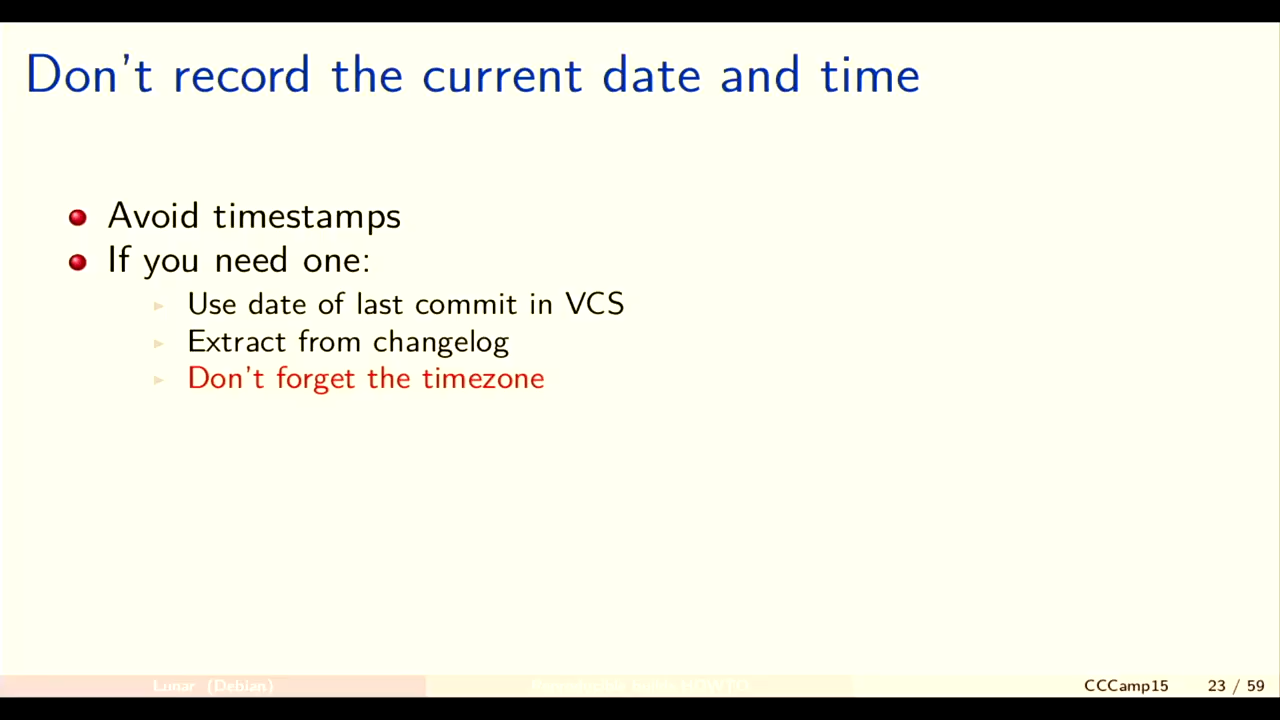 Don't record the current date and time
Avoid timestamps
If you need one:
Use date of last commit in VCS
Extract from changelog
Don't forget the timezone
Lunar (Debian)
CCCamp15 23 / 59